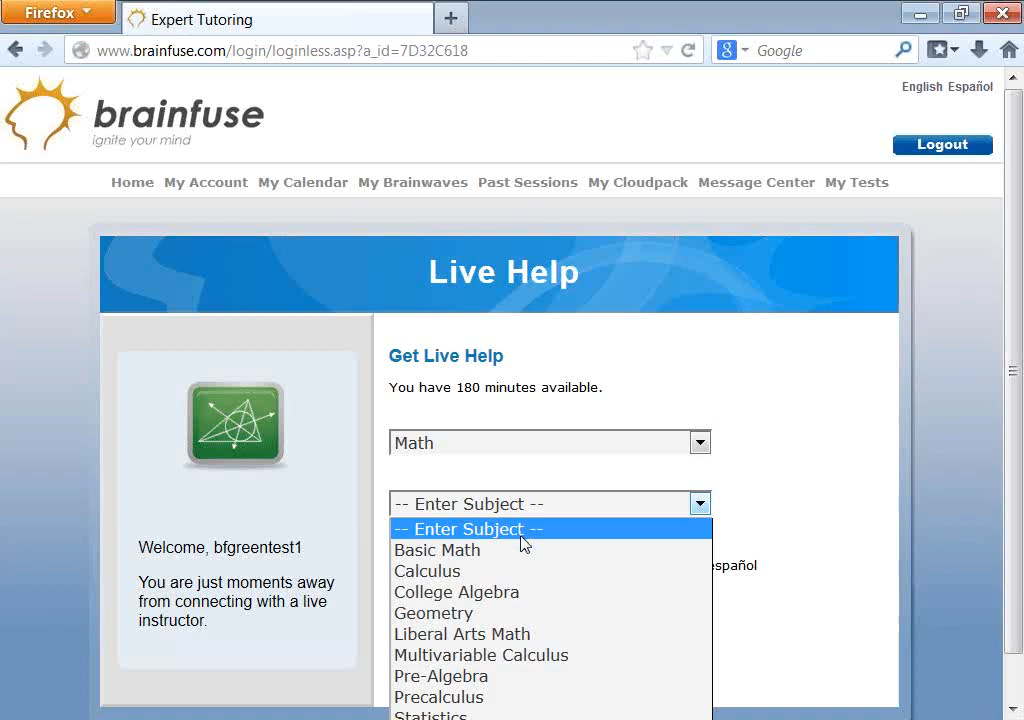 Firefox
Expert Tutoring
www.brainfuse.com/login/loginless.asp?a_id=7D32C618
8 Google
English Español
brainfuse
ignite your mind
Logout
Home My Account My Calendar My Brainwaves Past Sessions My Cloudpack Message Center My Tests
Live Help
Get Live Help
You have 180 minutes available.
Math
-- Enter Subject --
-- Enter Subject --
Basic Math
Calculus
College Algebra
Geometry
Liberal Arts Math
Multivariable Calculus
Pre-Algebra
Precalculus
Statistics
español
Welcome, bfgreentest1
You are just moments away
from connecting with a live
instructor.